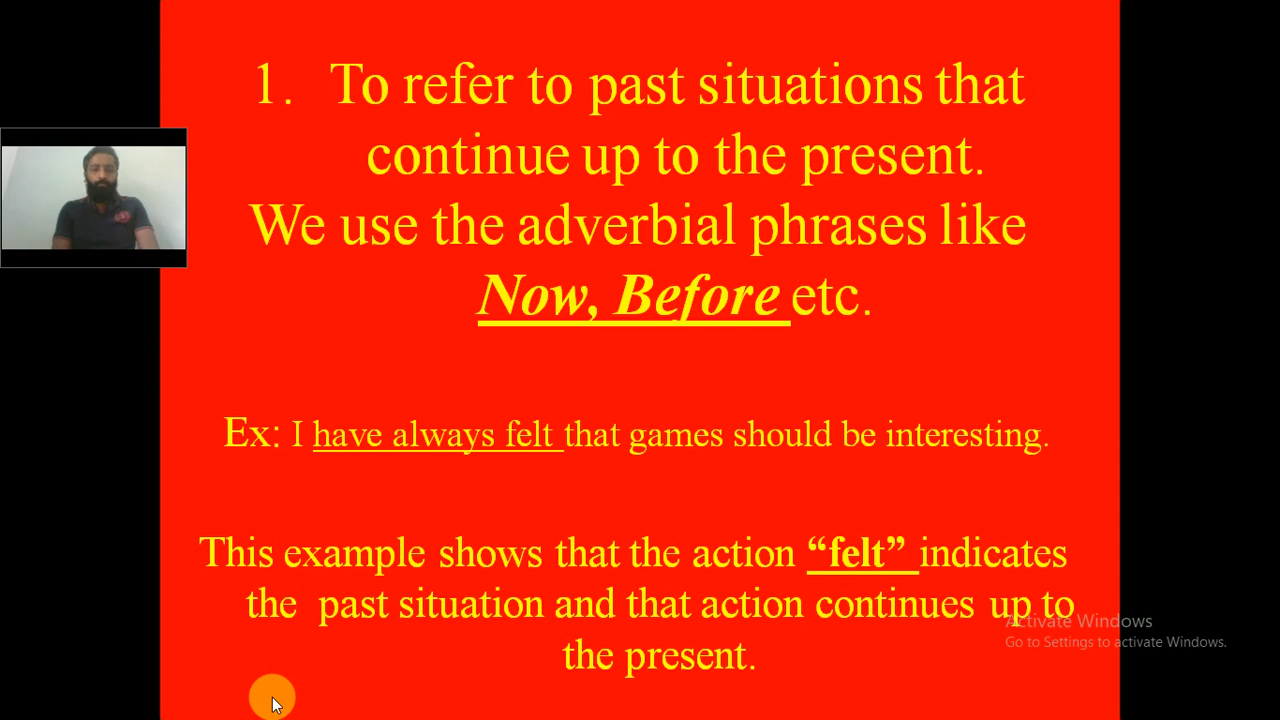 1. To refer to past situations that
continue up to the present.
We use the adverbial phrases like
Now, Before etc.
Ex: I have always felt that games should be interesting.
This example shows that the action “felt” indicates
the past situation and that action continues up to
the present.
Activate Windows
Go to Settings to activate Windows.